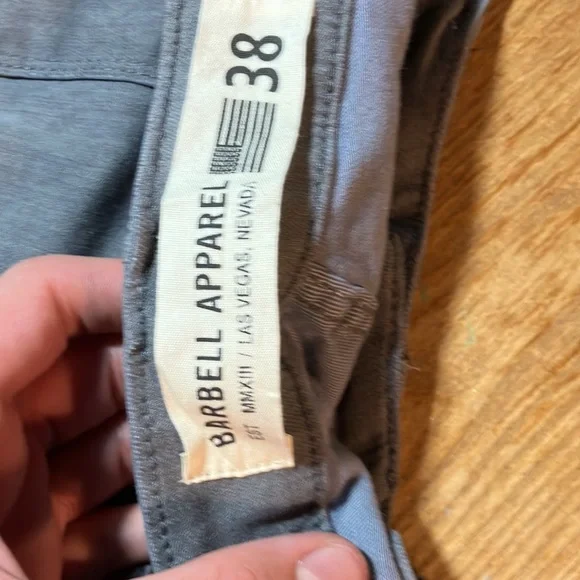 38
BARBELL APPAREL
EST MMXIII / LAS VEGAS, NEVADA